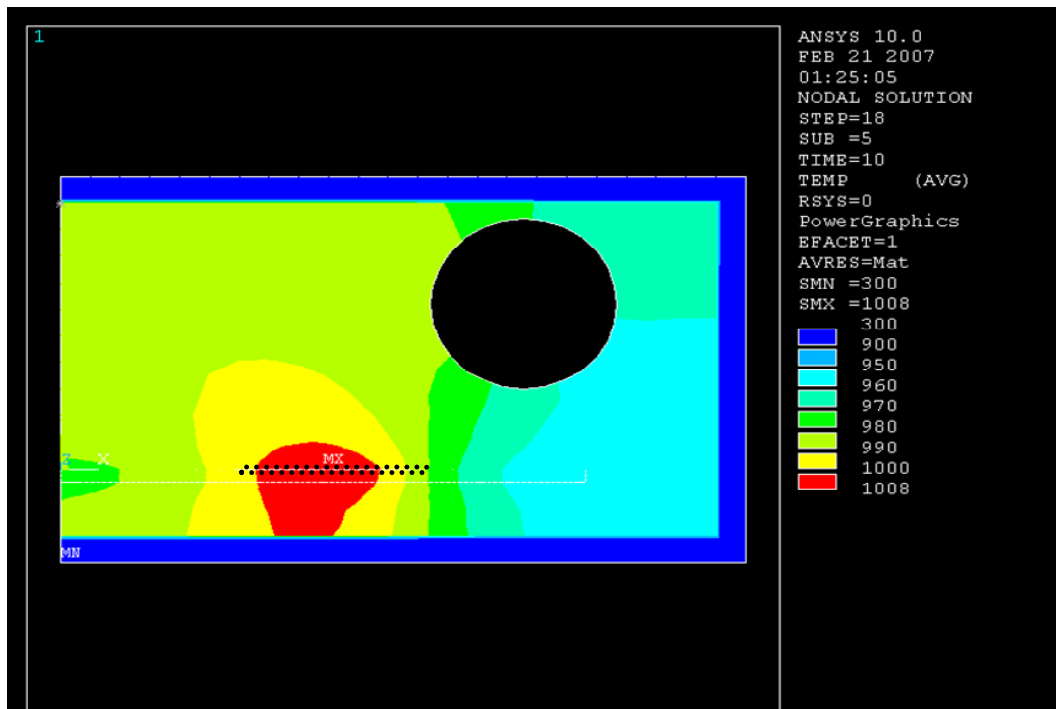 1
ANSYS 10.0
FEB 21 2007
01:25:05
NODAL SOLUTION
STEP=18
SUB =5
TIME=10
TEMP (AVG)
RSYS=0
PowerGraphics
EFACET=1
AVRES=Mat
SMN =300
SMX =1008
300
900
950
960
970
980
990
1000
1008
MX
Z X
MN